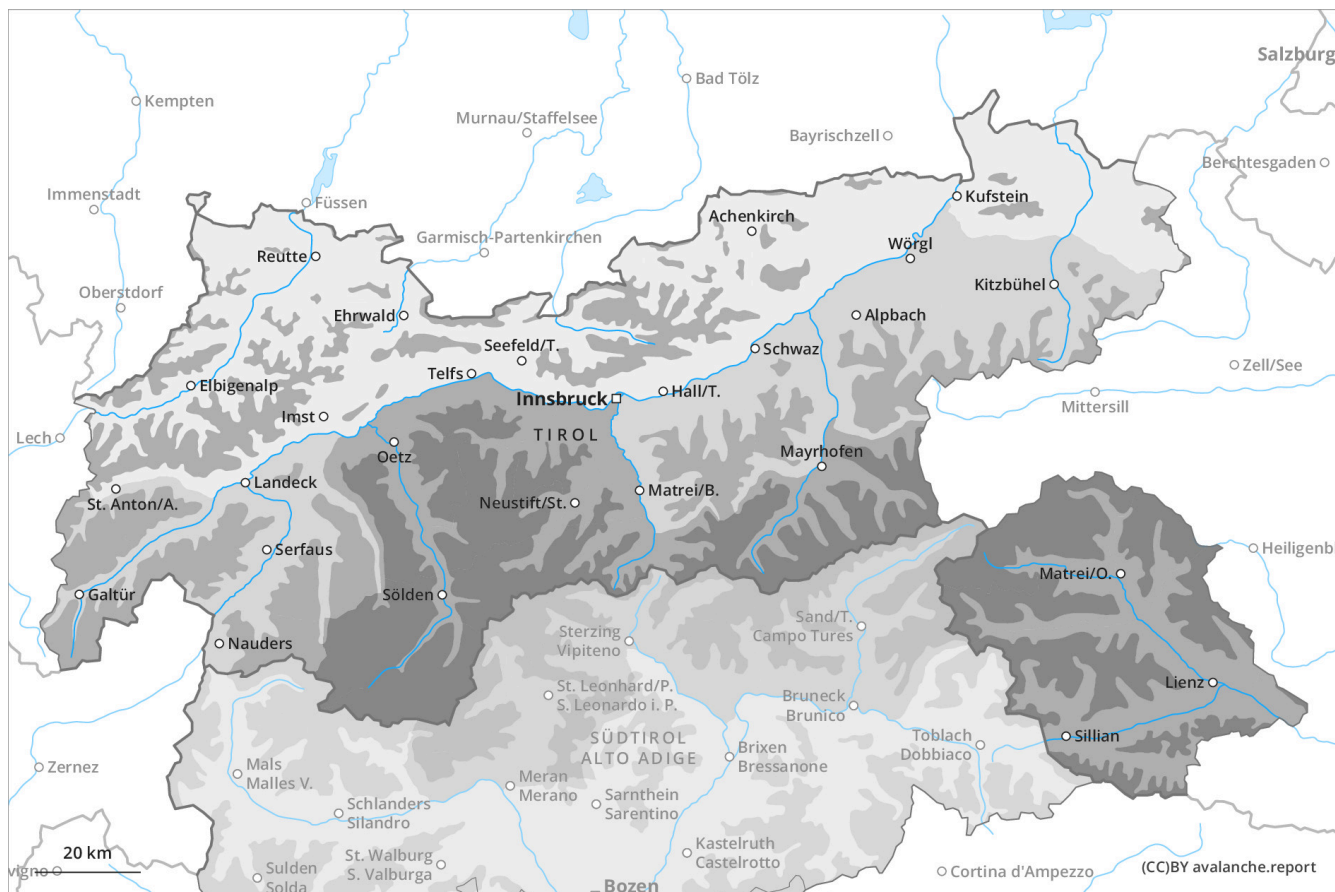 Salzburg
Bad Tölz
Kempten
Murnau/Staffelsee
Bayrischzell
Berchtesgaden
Immenstadt
Füssen
Kufstein
Achenkirch
Garmisch-Partenkirchen
Wörgl
Reutte
Kitzbühel
Oberstdorf
Ehrwald
Alpbach
Seefeld/T.
Schwaz
Zell/See
Telfs
Elbigenalp
Hall/T.
Innsbruck
Mittersill
Imst
Lech
TIROL
Oetz
Mayrhofen
Landeck
Matrei/B.
St. Anton/A.
Neustift/St.
Serfaus
Heiligenb
Matrei/O.
Galtür
Sölden
Sand/T.
Campo Tures
Sterzing
Vipiteno
Nauders
Lienz
St. Leonhard/P.
S. Leonardo i. P.
Bruneck
Brunico
Sillian
SÜDTIROL
ALTO ADIGE
Toblach
Dobbiaco
Brixen
Bressanone
Zernez
Mals
Malles V.
Meran
Merano
Schlanders
Silandro
Sarnthein
Sarentino
Kastelruth
Castelrotto
20 km
vigno
St. Walburg
S. Valburga
Sulden
Solda
Cortina d'Ampezzo
(CC)BY avalanche.report
Bozen